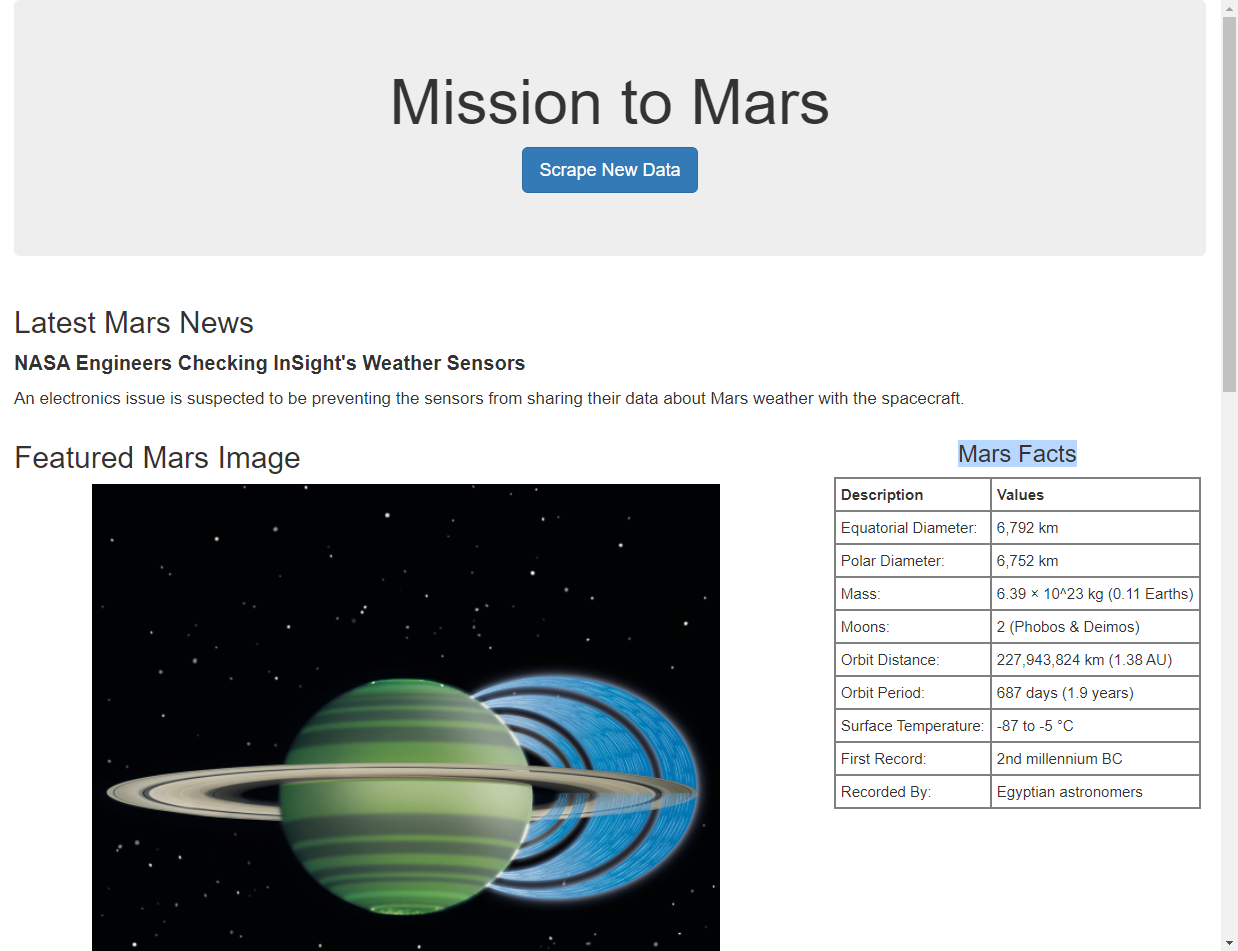 Mission to Mars
Scrape New Data
Latest Mars News
NASA Engineers Checking InSight's Weather Sensors
An electronics issue is suspected to be preventing the sensors from sharing their data about Mars weather with the spacecraft.
Featured Mars Image
Mars Facts
Description Values
Equatorial Diameter: 6,792 km
Polar Diameter: 6,752 km
Mass: 6.39 × 10^23 kg (0.11 Earths)
Moons: 2 (Phobos & Deimos)
Orbit Distance: 227,943,824 km (1.38 AU)
Orbit Period: 687 days (1.9 years)
Surface Temperature: -87 to -5 °C
First Record: 2nd millennium BC
Recorded By: Egyptian astronomers